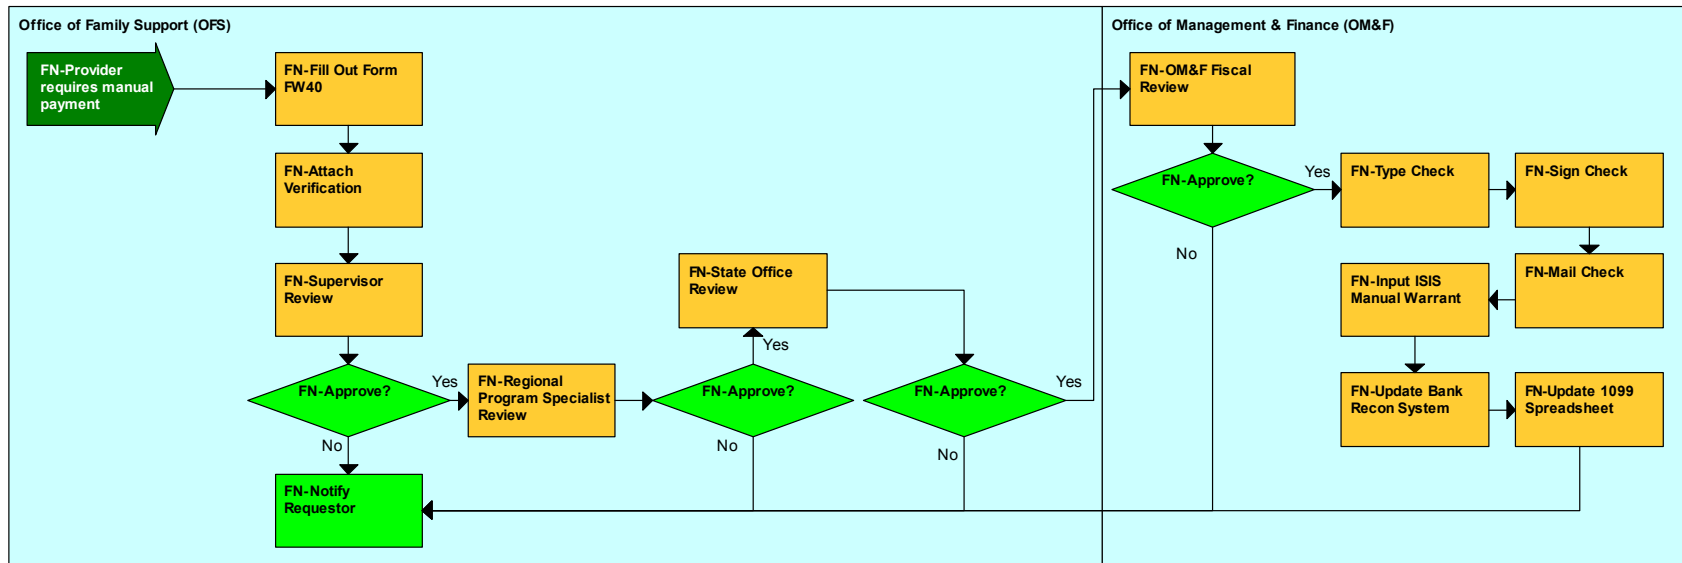 Office of Family Support (OFS)
Office of Management & Finance (OM&F)
FN-Provider
requires manual
payment
FN-Fill Out Form
FW40
FN-Attach
Verification
FN-Supervisor
Review
FN-Approve?
Yes
No
FN-Notify
Requestor
FN-Regional
Program Specialist
Review
FN-Approve?
Yes
No
FN-State Office
Review
FN-Approve?
Yes
No
FN-OM&F Fiscal
Review
FN-Approve?
Yes
No
FN-Type Check
FN-Sign Check
FN-Mail Check
FN-Input ISIS
Manual Warrant
FN-Update Bank
Recon System
FN-Update 1099
Spreadsheet